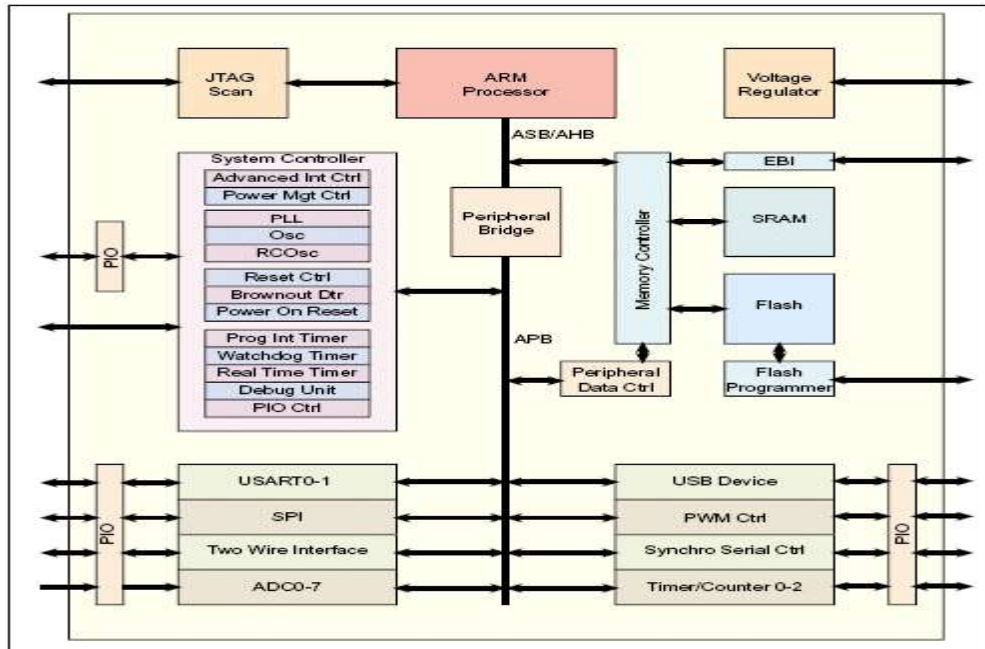 JTAG
Scan
ARM
Processor
Voltage
Regulator
ASB/AHB
System Controller
Advanced Int Ctrl
Power Mgt Ctrl
PLL
Osc
RCOsc
Reset Ctrl
Brownout Dtr
Power On Reset
Prog Int Timer
Watchdog Timer
Real Time Timer
Debug Unit
PIO Ctrl
PIO
Peripheral
Bridge
APB
Memory Controller
EBI
SRAM
Flash
Flash
Programmer
Peripheral
Data Ctrl
PIO
USART0-1
SPI
Two Wire Interface
ADC0-7
USB Device
PWM Ctrl
Synchro Serial Ctrl
Timer/Counter 0-2
PIO